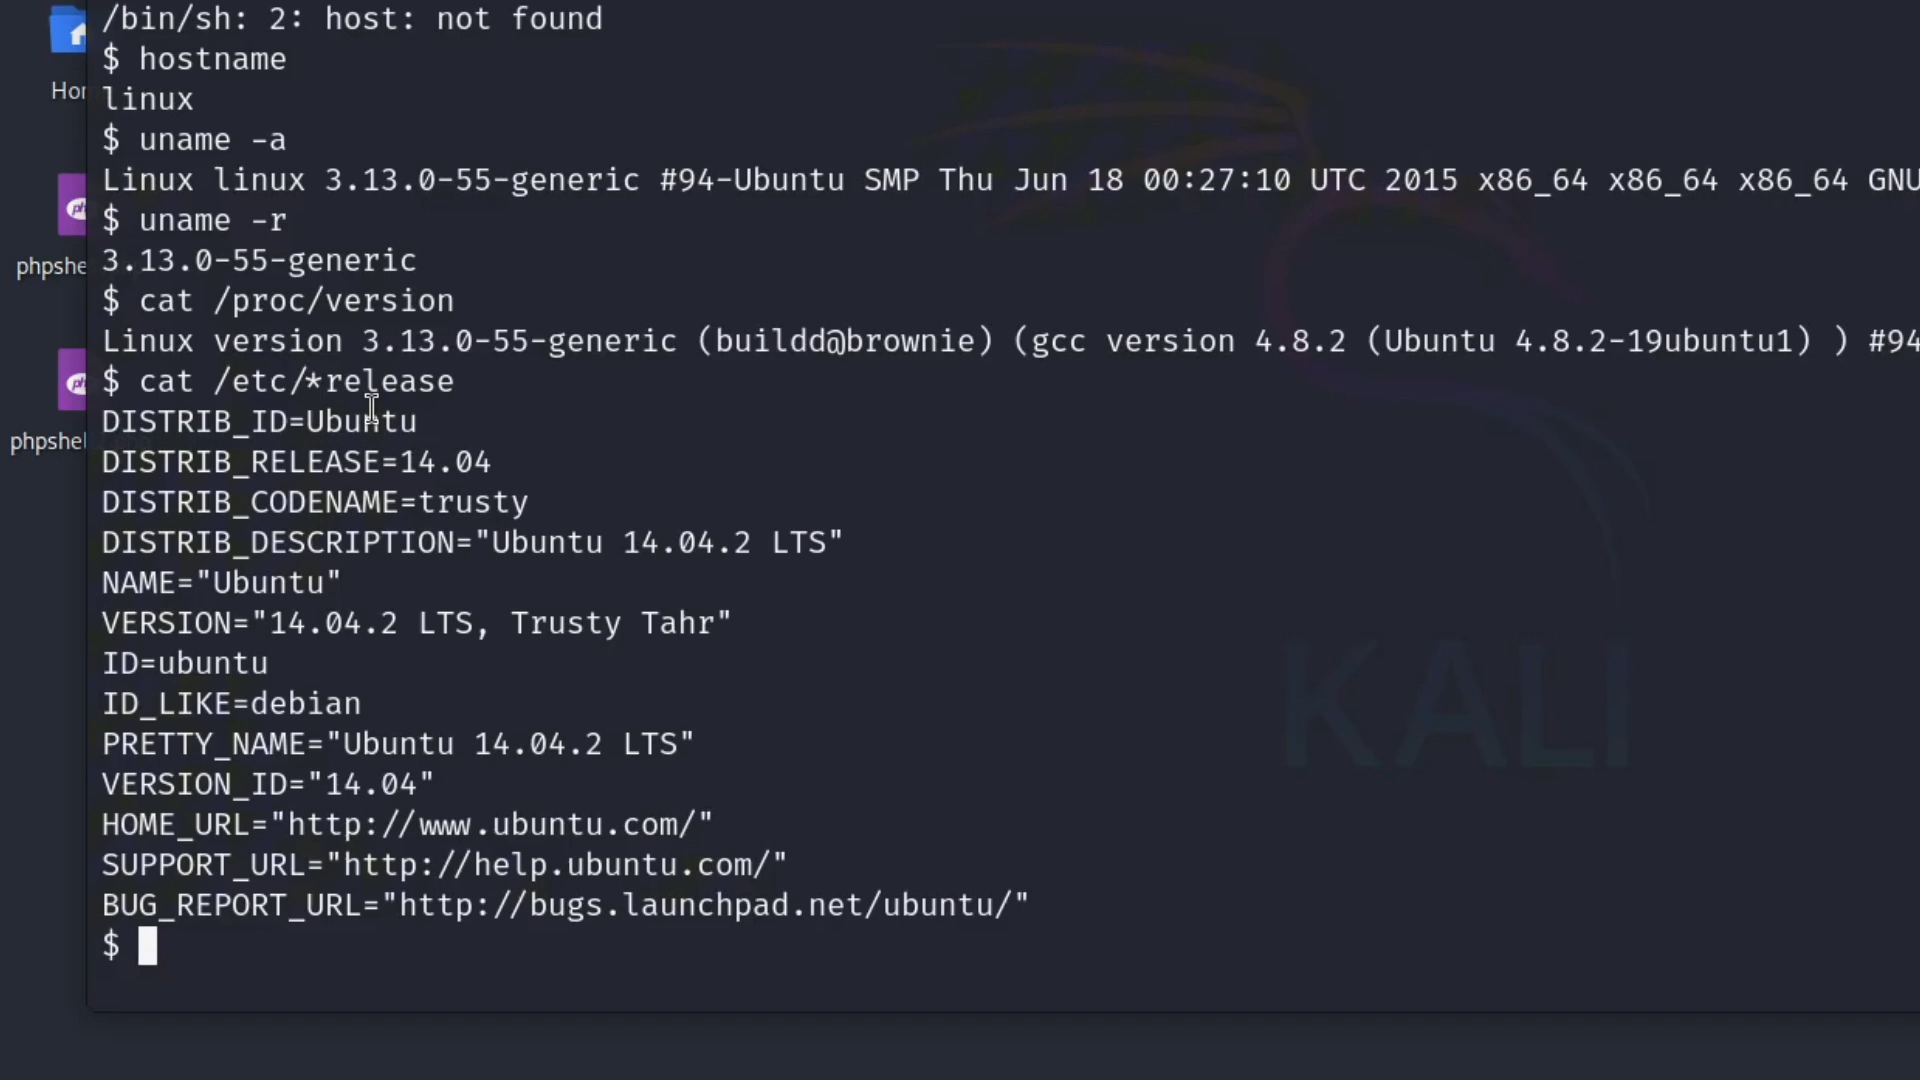 /bin/sh: 2: host: not found
$ hostname
linux
$ uname -a
Linux linux 3.13.0-55-generic #94-Ubuntu SMP Thu Jun 18 00:27:10 UTC 2015 x86_64 x86_64 x86_64 GNU
$ uname -r
3.13.0-55-generic
$ cat /proc/version
Linux version 3.13.0-55-generic (buildd@brownie) (gcc version 4.8.2 (Ubuntu 4.8.2-19ubuntu1) ) #94
$ cat /etc/*release
DISTRIB_ID=Ubuntu
DISTRIB_RELEASE=14.04
DISTRIB_CODENAME=trusty
DISTRIB_DESCRIPTION="Ubuntu 14.04.2 LTS"
NAME="Ubuntu"
VERSION="14.04.2 LTS, Trusty Tahr"
ID=ubuntu
ID_LIKE=debian
PRETTY_NAME="Ubuntu 14.04.2 LTS"
VERSION_ID="14.04"
HOME_URL="http://www.ubuntu.com/"
SUPPORT_URL="http://help.ubuntu.com/"
BUG_REPORT_URL="http://bugs.launchpad.net/ubuntu/"
$
Hor
phpshe
phpshel
KALI